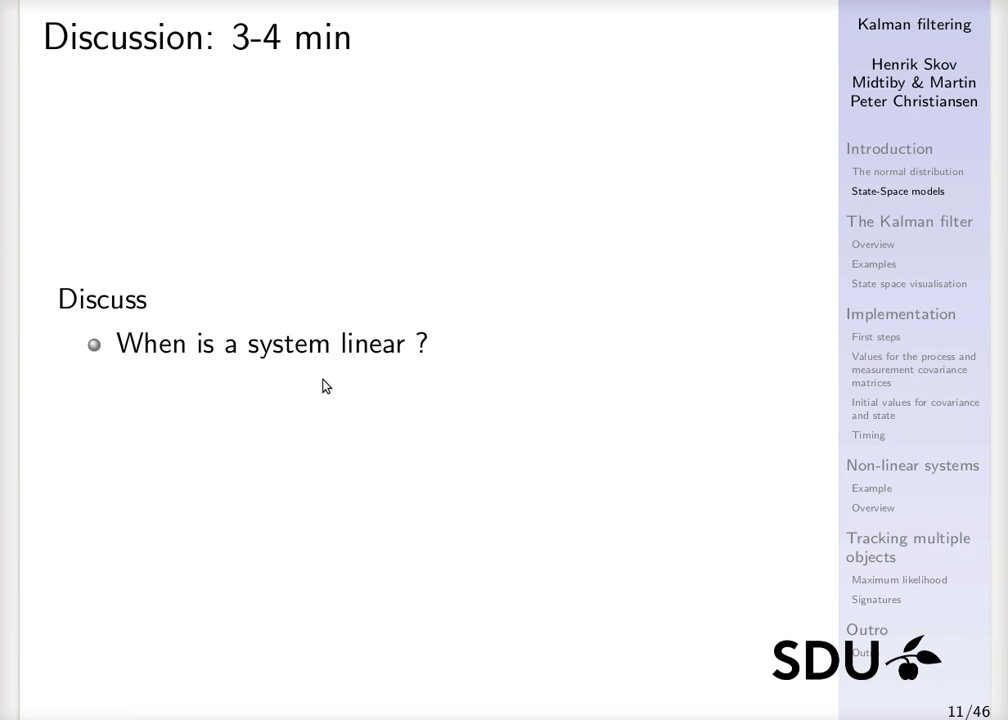 Discussion: 3-4 min
Discuss
When is a system linear ?
Kalman filtering
Henrik Skov
Midtiby & Martin
Peter Christiansen
Introduction
The normal distribution
State-Space models
The Kalman filter
Overview
Examples
State space visualisation
Implementation
First steps
Values for the process and
measurement covariance
matrices
Initial values for covariance
and state
Timing
Non-linear systems
Example
Overview
Tracking multiple
objects
Maximum likelihood
Signatures
Outro
SDU
11/46